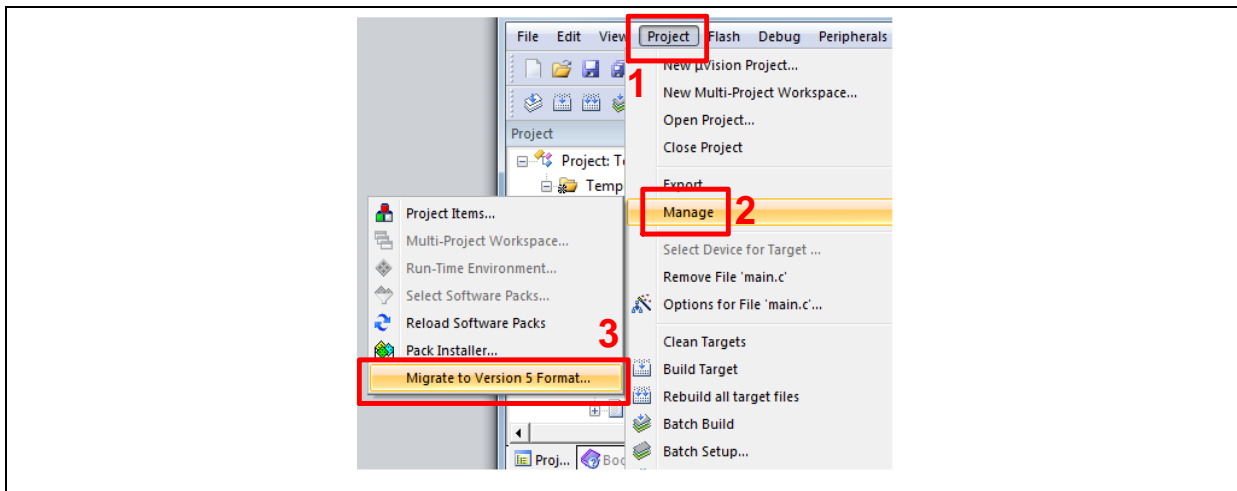 File Edit View Project Flash Debug Peripherals
1
New µVision Project...
New Multi-Project Workspace...
Open Project...
Close Project
Project
Project: T
Temp
Export
Manage 2
Select Device for Target ...
Remove File 'main.c'
Options for File 'main.c'...
Clean Targets
Build Target
Rebuild all target files
Batch Build
Batch Setup...
Project Items...
Multi-Project Workspace...
Run-Time Environment...
Select Software Packs...
Reload Software Packs
3
Pack Installer...
Migrate to Version 5 Format...
Proj... Boo